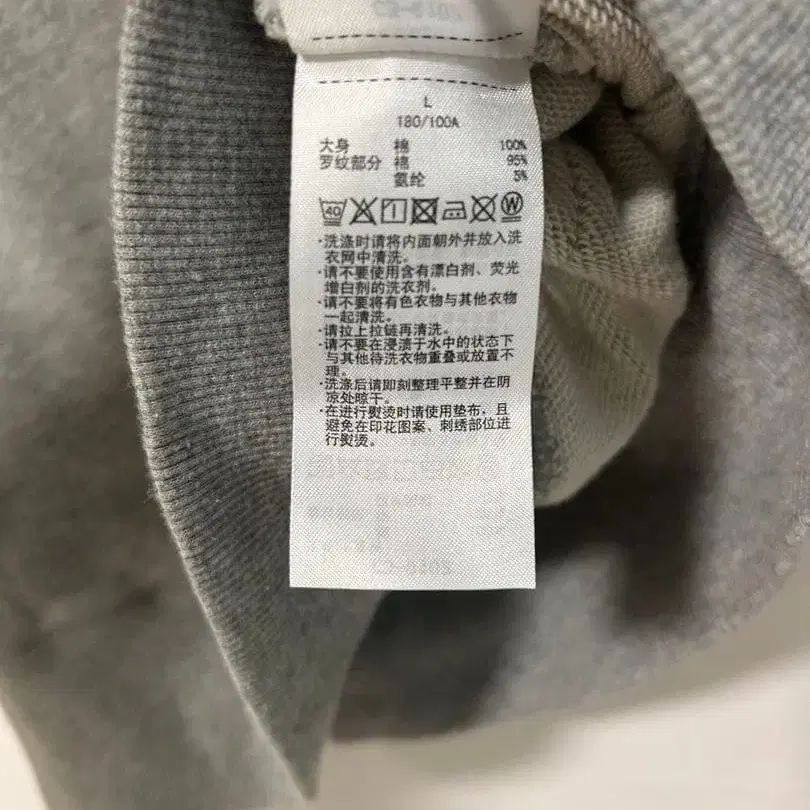 L
180/100A
大身 棉 100%
罗纹部分 棉 95%
氨纶 5%
40
W
·洗涤时请将内面朝外并放入洗
衣网中清洗。
·请不要使用含有漂白剂、荧光
增白剂的洗衣剂。
·请不要将有色衣物与其他衣物
一起清洗。
·请拉上拉链再清洗。
·请不要在浸渍于水中的状态下
与其他待洗衣物重叠或放置不
理。
·洗涤后请即刻整理平整并在阴
凉处晾干。
·在进行熨烫时请使用垫布，且
避免在印花图案、刺绣部位进
行熨烫。